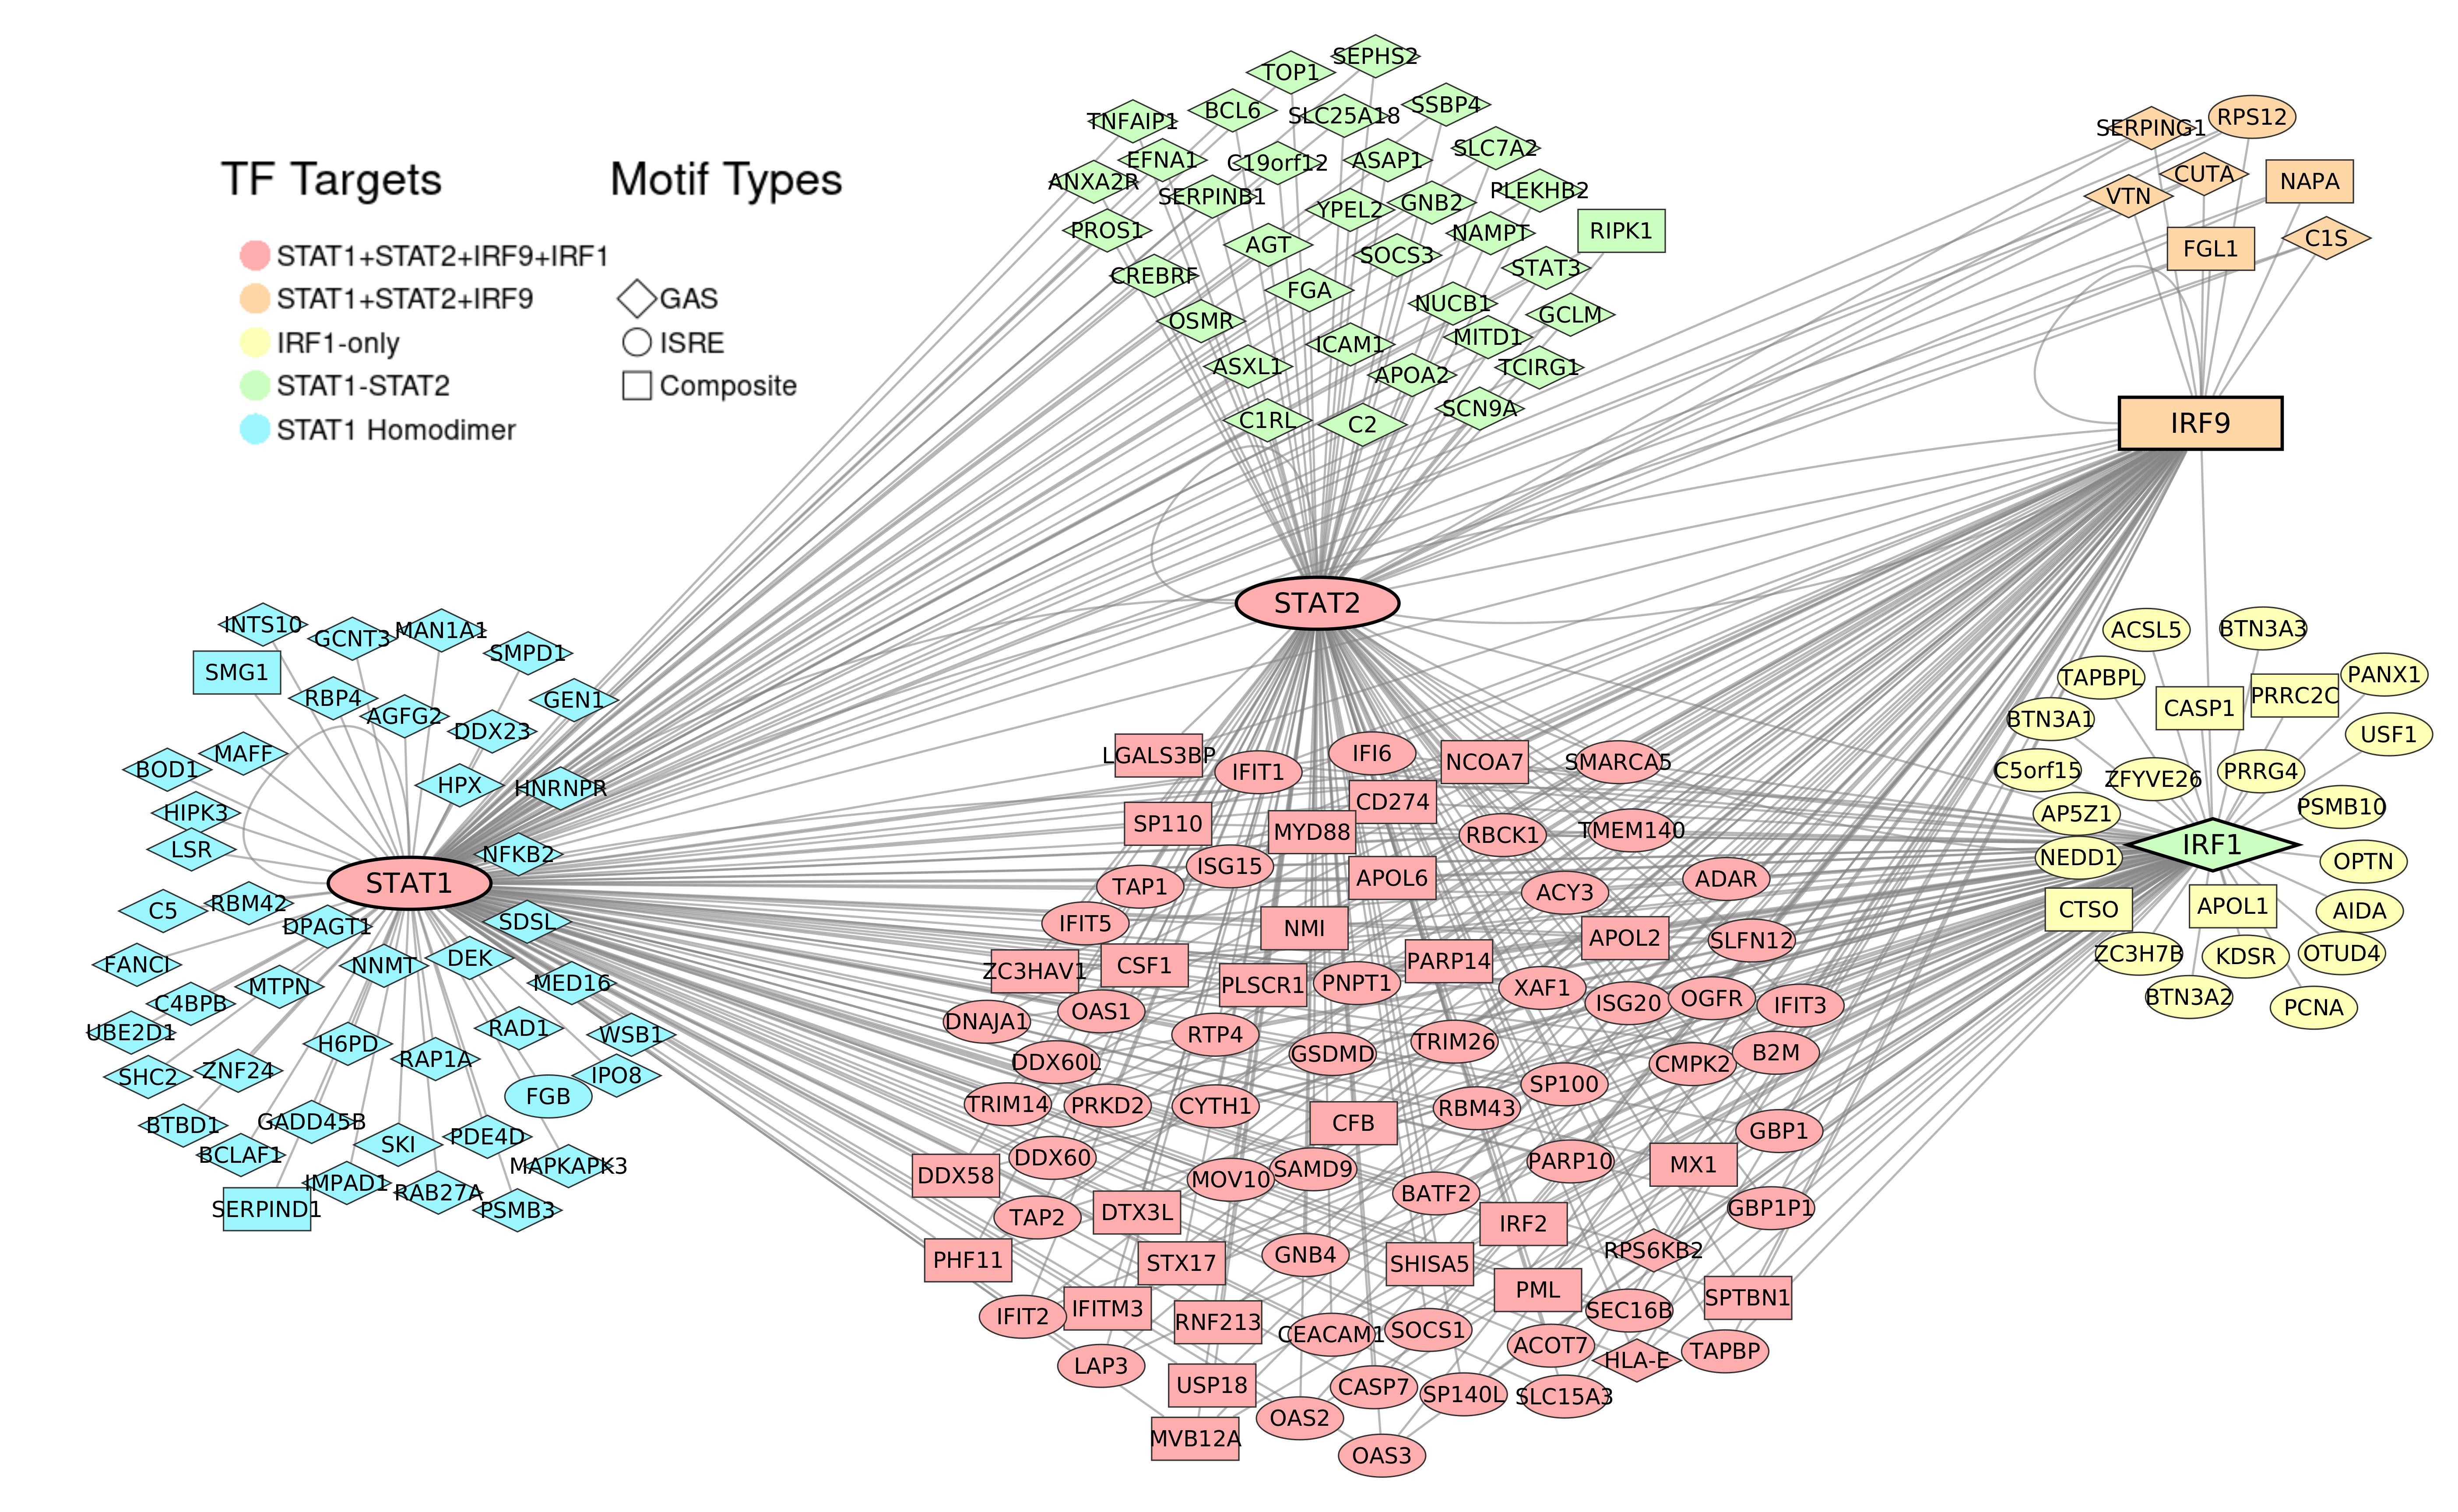 TF Targets
STAT1+STAT2+IRF9+IRF1
STAT1+STAT2+IRF9
IRF1-only
STAT1-STAT2
STAT1 Homodimer
Motif Types
GAS
ISRE
Composite
SEPHS2
TOP1
SSBP4
BCL6
SLC25A18
TNFAIP1
SLC7A2
EFNA1
C19orf12
ASAP1
ANXA2R
SERPINB1
PLEKHB2
YPEL2
GNB2
PROS1
NAMPT
RIPK1
AGT
SOCS3
STAT3
CREBRF
FGA
NUCB1
GCLM
OSMR
MITD1
ICAM1
ASXL1
APOA2
TCIRG1
SCN9A
C1RL
C2
STAT2
SERPING1
RPS12
CUTA
NAPA
VTN
FGL1
C1S
IRF9
INTS10
GCNT3
MAN1A1
SMPD1
SMG1
RBP4
GEN1
AGFG2
DDX23
MAFF
BOD1
HPX
HNRNPR
HIPK3
LSR
NFKB2
STAT1
C5
RBM42
DPAGT1
SDSL
FANCI
NNMT
DEK
MTPN
MED16
C4BPB
UBE2D1
H6PD
RAD1
WSB1
RAP1A
SHC2
ZNF24
IPO8
FGB
BTBD1
GADD45B
SKI
PDE4D
BCLAF1
MAPKAPK3
IMPAD1
RAB27A
SERPIND1
PSMB3
ACSL5
BTN3A3
TAPBPL
PANX1
CASP1
PRRC2C
BTN3A1
USF1
C5orf15
ZFYVE26
PRRG4
AP5Z1
PSMB10
IRF1
NEDD1
OPTN
CTSO
APOL1
AIDA
ZC3H7B
KDSR
OTUD4
BTN3A2
PCNA
LGALS3BP
IFIT1
IFI6
NCOA7
SMARCA5
CD274
SP110
MYD88
RBCK1
TMEM140
ISG15
TAP1
APOL6
ACY3
ADAR
IFIT5
NMI
APOL2
SLFN12
ZC3HAV1
CSF1
PARP14
PLSCR1
PNPT1
XAF1
ISG20
OGFR
IFIT3
DNAJA1
OAS1
RTP4
GSDMD
TRIM26
DDX60L
CMPK2
B2M
SP100
TRIM14
PRKD2
CYTH1
RBM43
CFB
GBP1
DDX60
DDX58
MOV10
SAMD9
PARP10
MX1
BATF2
TAP2
DTX3L
IRF2
GBP1P1
PHF11
STX17
GNB4
SHISA5
RPS6KB2
PML
SPTBN1
IFIT2
IFITM3
RNF213
CEACAM1
SOCS1
SEC16B
ACOT7
TAPBP
LAP3
HLA-E
USP18
CASP7
SP140L
SLC15A3
OAS2
MVB12A
OAS3